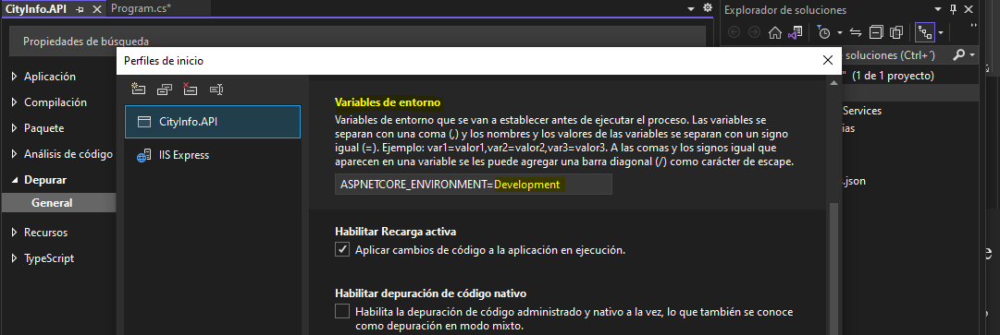 CityInfo.API
Program.cs*
Explorador de soluciones
Propiedades de búsqueda
soluciones (Ctrl+´)
Perfiles de inicio
" (1 de 1 proyecto)
Aplicación
Compilación
Paquete
Análisis de código
Depurar
General
Recursos
TypeScript
CityInfo.API
IIS Express
Variables de entorno
Variables de entorno que se van a establecer antes de ejecutar el proceso. Las variables se
separan con una coma (,) y los nombres y los valores de las variables se separan con un signo
igual (=). Ejemplo: var1=valor1,var2=valor2,var3=valor3. A las comas y los signos igual que
aparecen en una variable se les puede agregar una barra diagonal (/) como carácter de escape.
ASPNETCORE_ENVIRONMENT=Development
Habilitar Recarga activa
Aplicar cambios de código a la aplicación en ejecución.
Habilitar depuración de código nativo
Habilita la depuración de código administrado y nativo a la vez, lo que también se conoce
como depuración en modo mixto.
Services
ias
.json